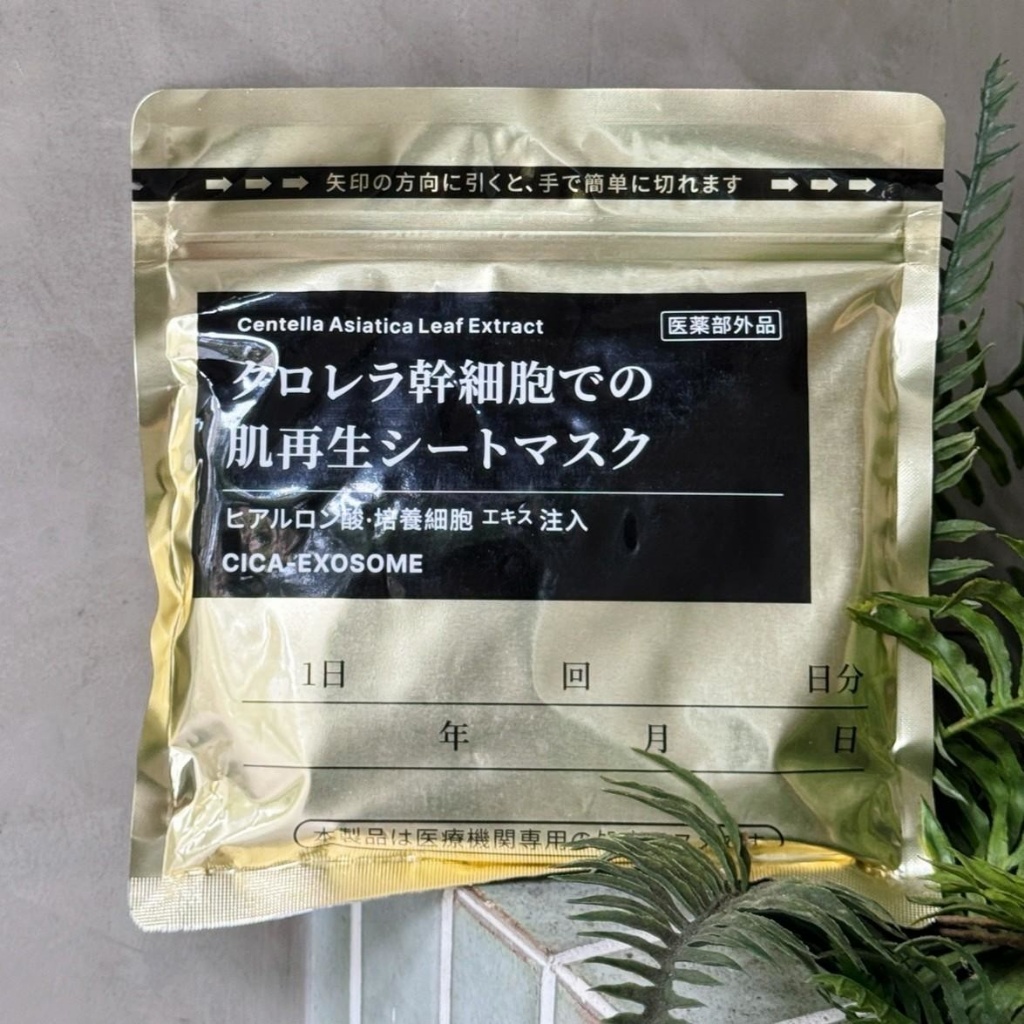 矢印の方向に引くと、手で簡単に切れます
Centella Asiatica Leaf Extract
医薬部外品
クロレラ幹細胞での
肌再生シートマスク
ヒアルロン酸・培養細胞 エキス 注入
CICA-EXOSOME
1日 回 日分
年 月 日
本製品は医療機関専用の